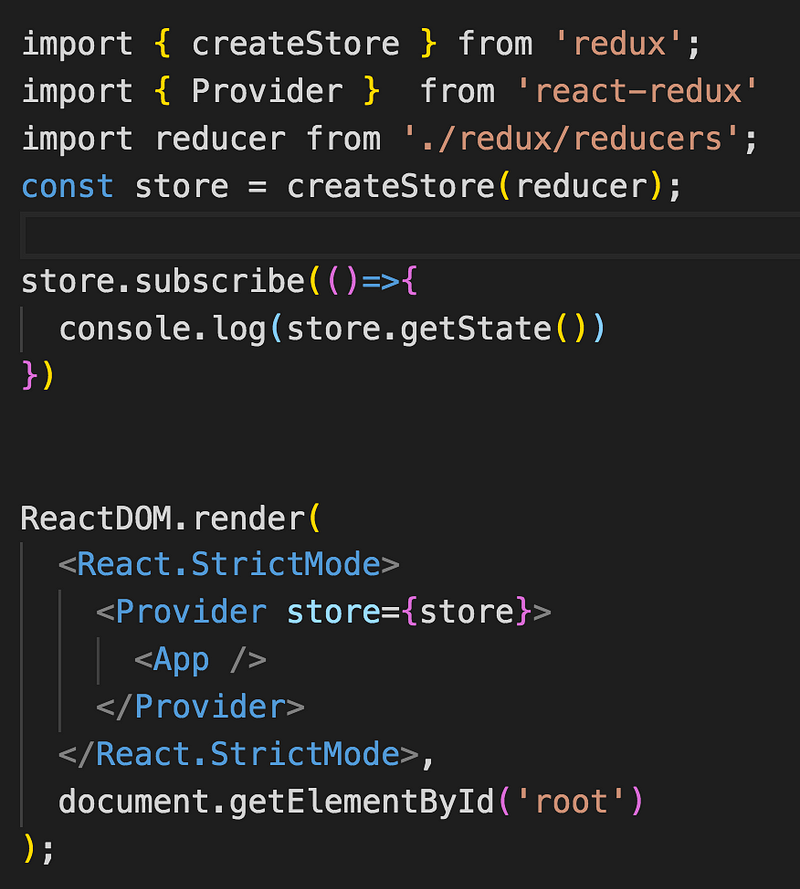 import { createStore } from 'redux';
import { Provider }  from 'react-redux'
import reducer from './redux/reducers';
const store = createStore(reducer);
store.subscribe(()=>{
  console.log(store.getState())
})
ReactDOM.render(
  <React.StrictMode>
    <Provider store={store}>
      <App />
    </Provider>
  </React.StrictMode>,
  document.getElementById('root')
);